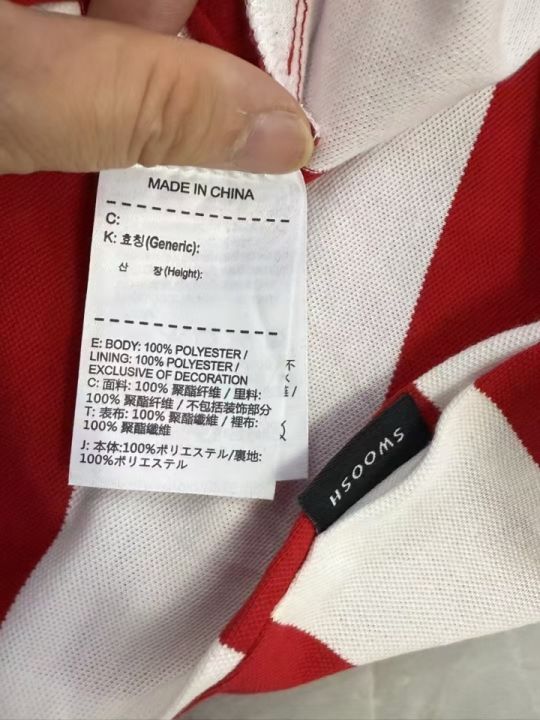 MADE IN CHINA
C:
K: 효칭(Generic):
산 장(Height):
E: BODY: 100% POLYESTER /
LINING: 100% POLYESTER /
EXCLUSIVE OF DECORATION
C: 面料: 100% 聚酯纤维 / 里料:
100% 聚酯纤维 / 不包括装饰部分
T: 表布: 100% 聚酯纖維 / 裡布:
100% 聚酯纖維
J: 本体:100%ポリエステル/裏地:
100%ポリエステル
不
SWOOSH